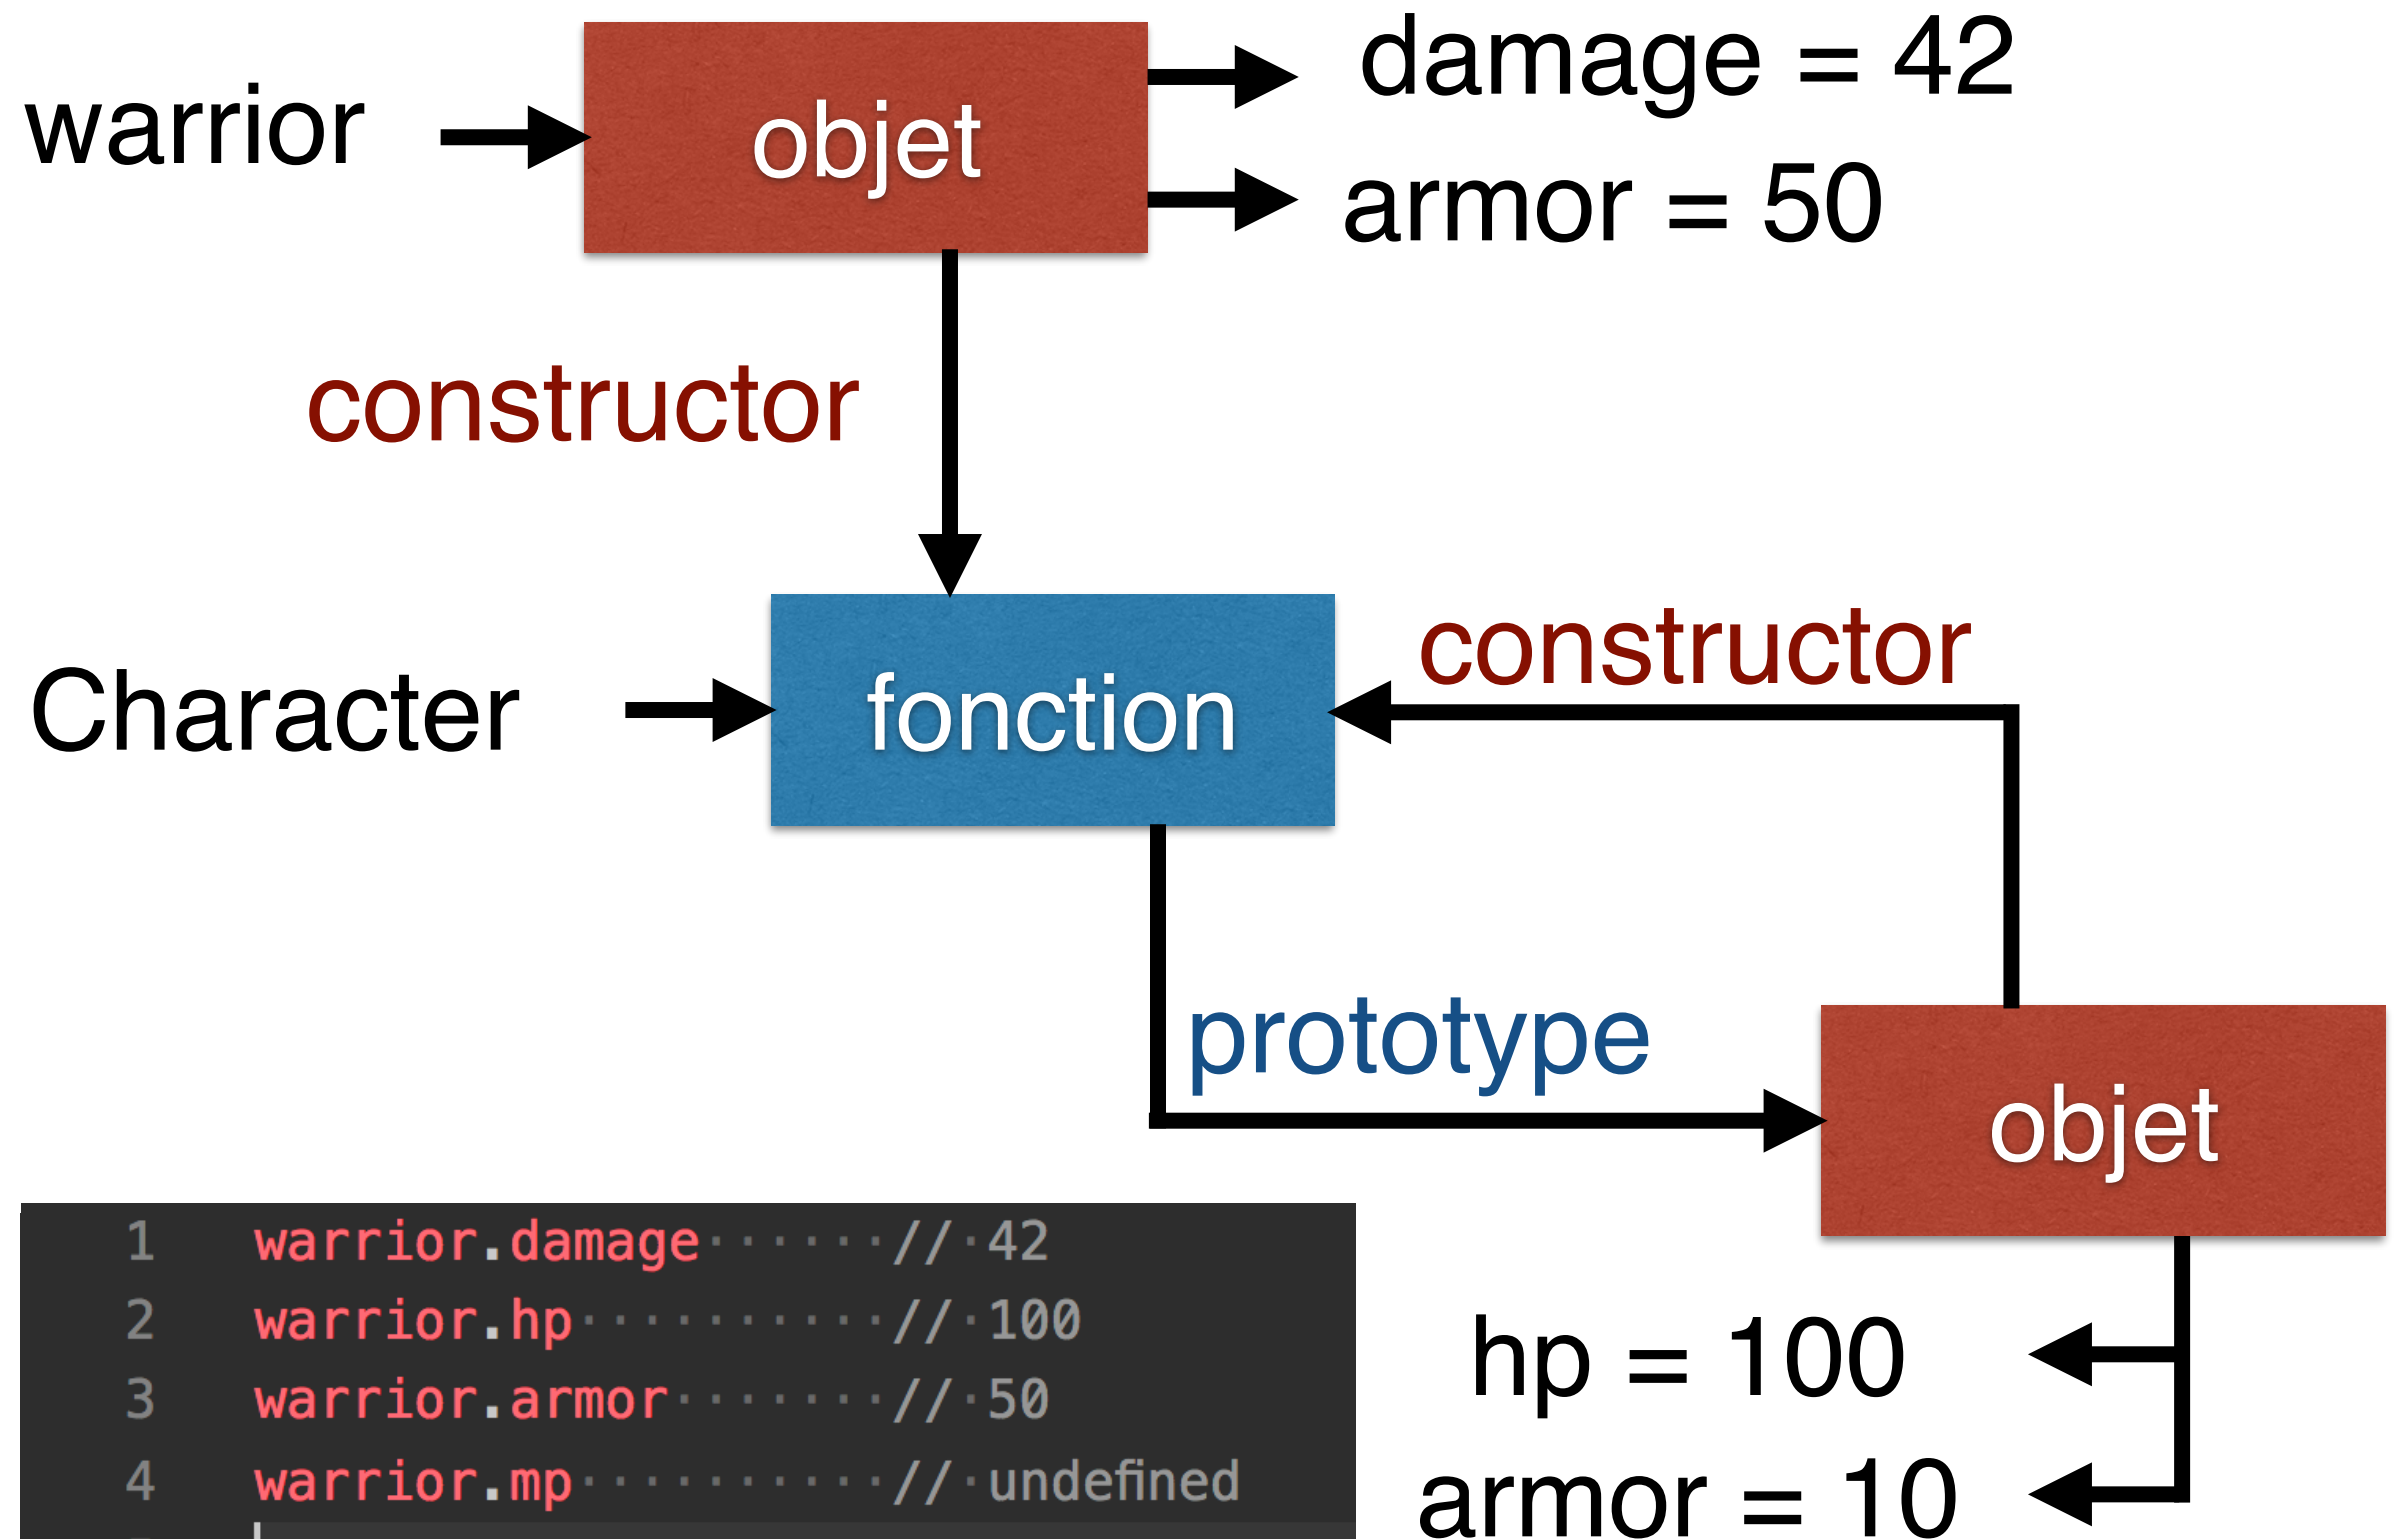 damage = 42
warrior
objet
armor = 50
constructor
constructor
Character
fonction
prototype
objet
1 warrior.damage······//·42
2 warrior.hp··········//·100
3 warrior.armor·······//·50
4 warrior.mp··········//·undefined
hp = 100
armor = 10